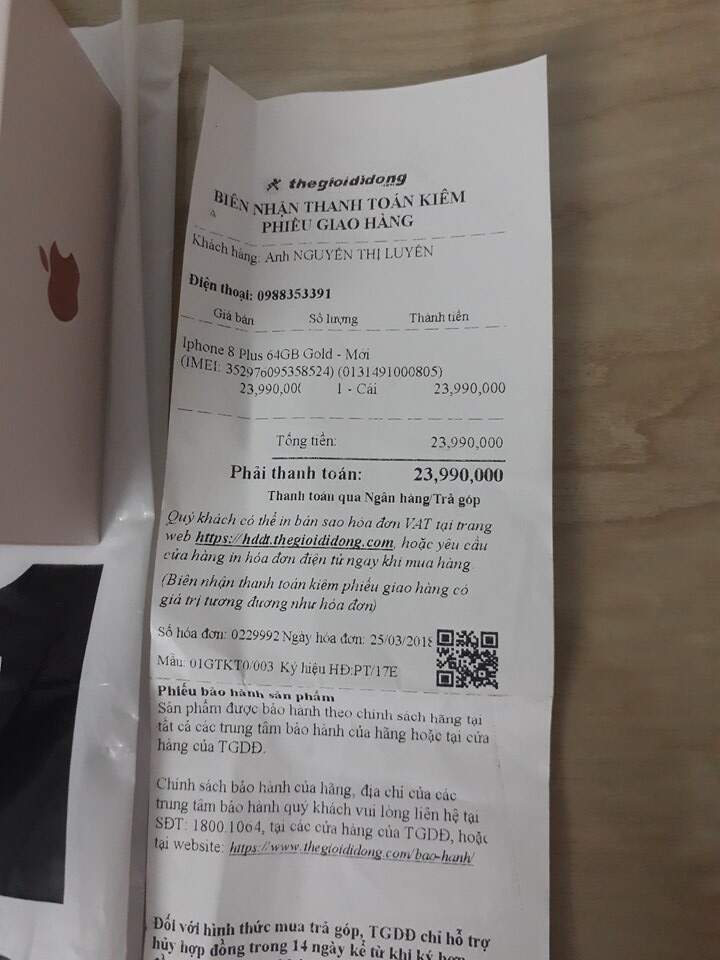 thegioididong
.com
BIÊN NHẬN THANH TOÁN KIÊM
PHIẾU GIAO HÀNG
Khách hàng: Anh NGUYỄN THỊ LUYẾN
Điện thoại: 0988353391
Giá bán Số lượng Thành tiền
Iphone 8 Plus 64GB Gold - Mới
(IMEI: 352976095358524) (0131491000805)
23,990,000 1 - Cái 23,990,000
Tổng tiền: 23,990,000
Phải thanh toán: 23,990,000
Thanh toán qua Ngân hàng/Trả góp
Quý khách có thể in bản sao hóa đơn VAT tại trang
web https://hddt.thegioididong.com, hoặc yêu cầu
cửa hàng in hóa đơn điện tử ngay khi mua hàng
(Biên nhận thanh toán kiêm phiếu giao hàng có
giá trị tương đương như hóa đơn)
Số hóa đơn: 0229992 Ngày hóa đơn: 25/03/2018
Mẫu: 01GTKT0/003 Ký hiệu HĐ:PT/17E
Phiếu bảo hành sản phẩm
Sản phẩm được bảo hành theo chính sách hãng tại
tất cả các trung tâm bảo hành của hãng hoặc tại cửa
hàng của TGDĐ.
Chính sách bảo hành của hãng, địa chỉ của các
trung tâm bảo hành quý khách vui lòng liên hệ tại
SĐT: 1800.1064, tại các cửa hàng của TGDĐ, hoặc
tại website: https://www.thegioididong.com/bao-hanh/
Đối với hình thức mua trả góp, TGDĐ chỉ hỗ trợ
hủy hợp đồng trong 14 ngày kể từ khi ký hợp